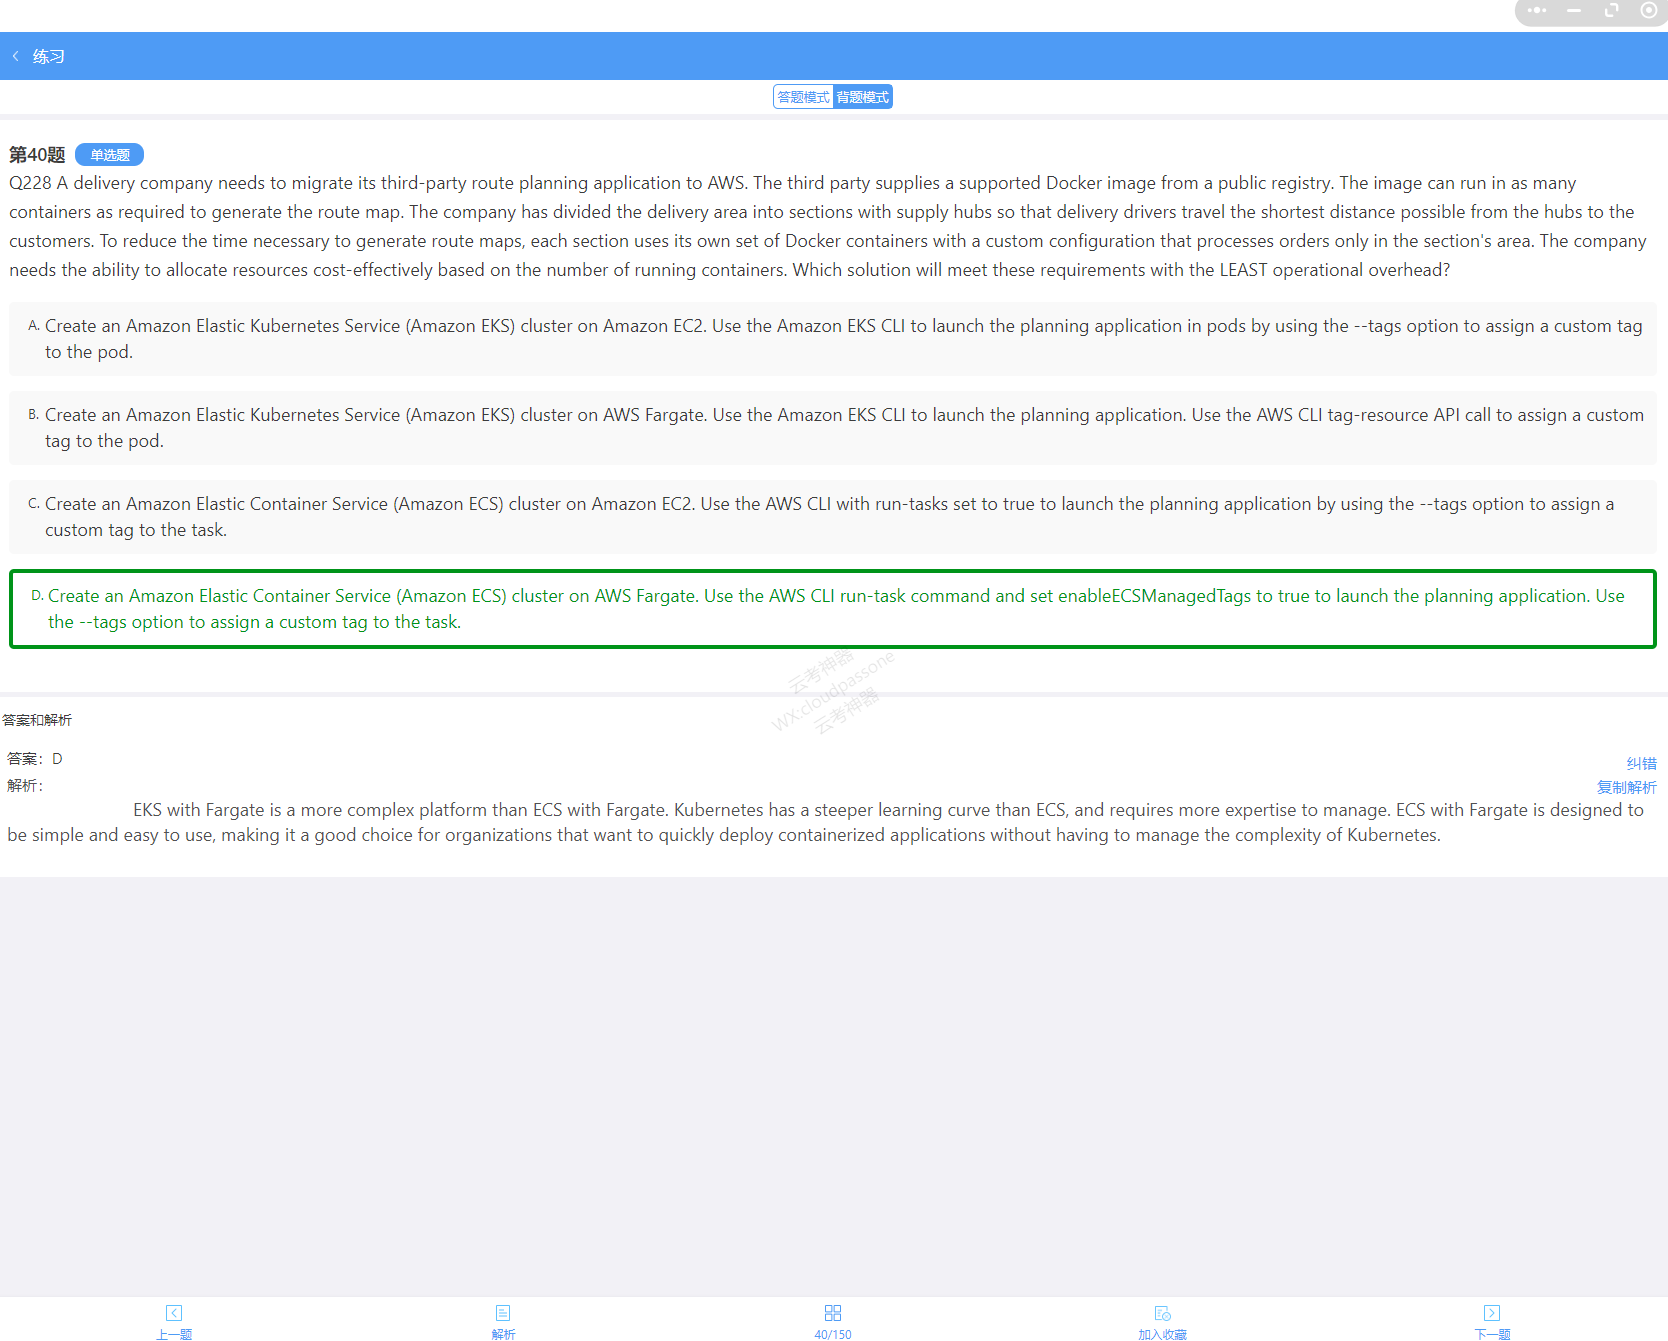 练习
答题模式 背题模式
第40题 单选题
Q228 A delivery company needs to migrate its third-party route planning application to AWS. The third party supplies a supported Docker image from a public registry. The image can run in as many
containers as required to generate the route map. The company has divided the delivery area into sections with supply hubs so that delivery drivers travel the shortest distance possible from the hubs to the
customers. To reduce the time necessary to generate route maps, each section uses its own set of Docker containers with a custom configuration that processes orders only in the section's area. The company
needs the ability to allocate resources cost-effectively based on the number of running containers. Which solution will meet these requirements with the LEAST operational overhead?
A. Create an Amazon Elastic Kubernetes Service (Amazon EKS) cluster on Amazon EC2. Use the Amazon EKS CLI to launch the planning application in pods by using the --tags option to assign a custom tag
to the pod.
B. Create an Amazon Elastic Kubernetes Service (Amazon EKS) cluster on AWS Fargate. Use the Amazon EKS CLI to launch the planning application. Use the AWS CLI tag-resource API call to assign a custom
tag to the pod.
C. Create an Amazon Elastic Container Service (Amazon ECS) cluster on Amazon EC2. Use the AWS CLI with run-tasks set to true to launch the planning application by using the --tags option to assign a
custom tag to the task.
D. Create an Amazon Elastic Container Service (Amazon ECS) cluster on AWS Fargate. Use the AWS CLI run-task command and set enableECSManagedTags to true to launch the planning application. Use
the --tags option to assign a custom tag to the task.
云考神器
WX:cloudpassone
云考神器
答案和解析
答案：D
纠错
解析：
复制解析
EKS with Fargate is a more complex platform than ECS with Fargate. Kubernetes has a steeper learning curve than ECS, and requires more expertise to manage. ECS with Fargate is designed to
be simple and easy to use, making it a good choice for organizations that want to quickly deploy containerized applications without having to manage the complexity of Kubernetes.
上一题 解析 40/150 加入收藏 下一题